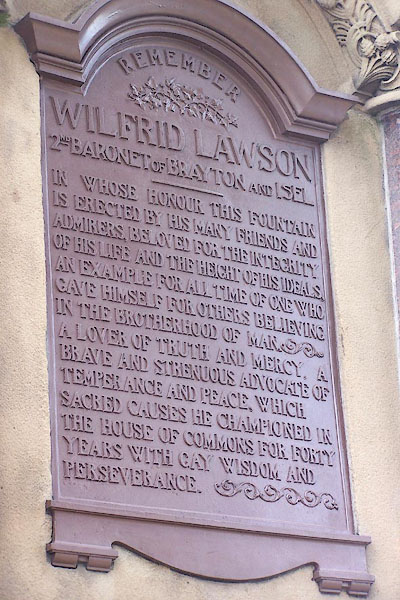 REMEMBER
WILFRID LAWSON
2ND BARONET OF BRAYTON AND ISEL
IN WHOSE HONOUR THIS FOUNTAIN
IS ERECTED BY HIS MANY FRIENDS AND
ADMIRERS, BELOVED FOR THE INTEGRITY
OF HIS LIFE AND THE HEIGHT OF HIS IDEALS,
AN EXAMPLE FOR ALL TIME OF ONE WHO
GAVE HIMSELF FOR OTHERS BELIEVING
IN THE BROTHERHOOD OF MAN.
A LOVER OF TRUTH AND MERCY. A
BRAVE AND STRENUOUS ADVOCATE OF
TEMPERANCE AND PEACE, WHICH
SACRED CAUSES HE CHAMPIONED IN
THE HOUSE OF COMMONS FOR FORTY
YEARS WITH GAY WISDOM AND
PERSEVERANCE.